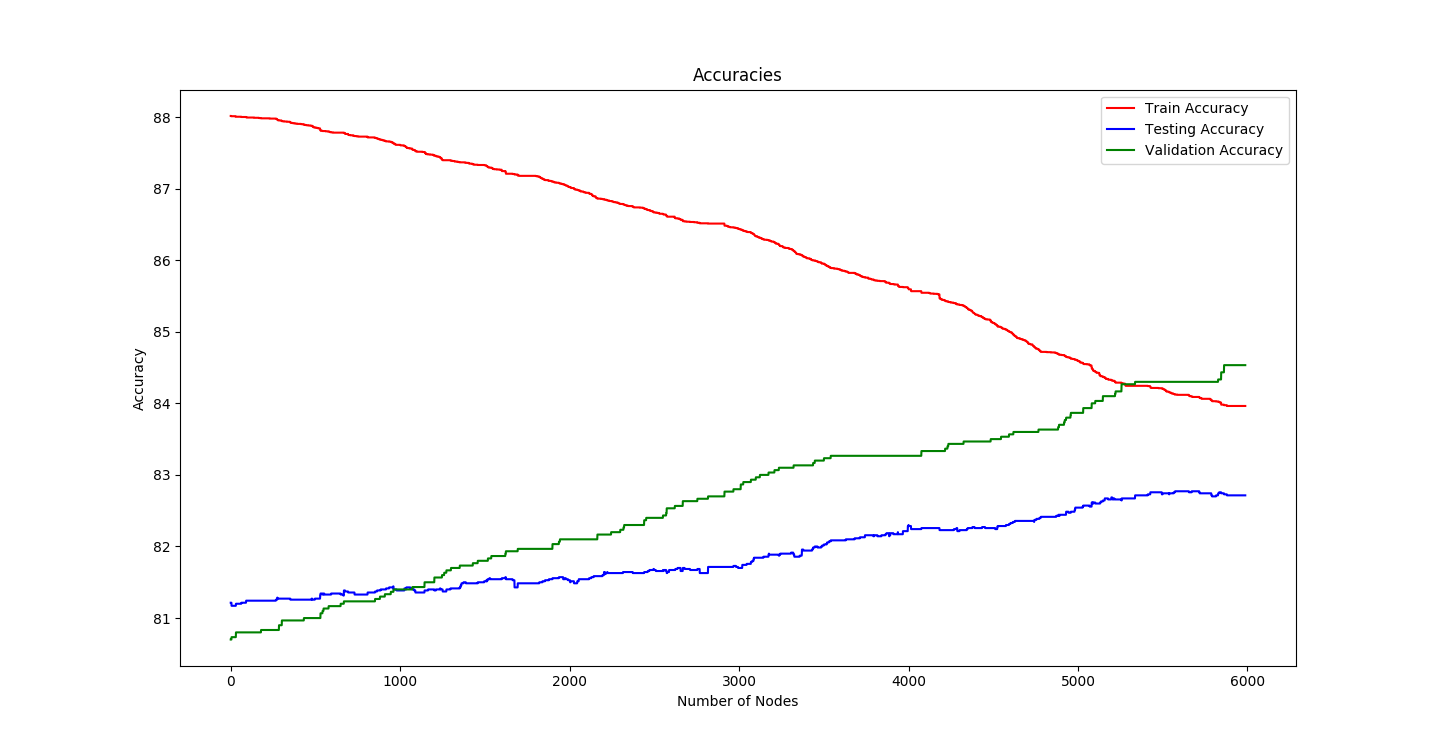 Accuracies
Train Accuracy
Testing Accuracy
Validation Accuracy
Accuracy
88
87
86
85
84
83
82
81
0 1000 2000 3000 4000 5000 6000
Number of Nodes